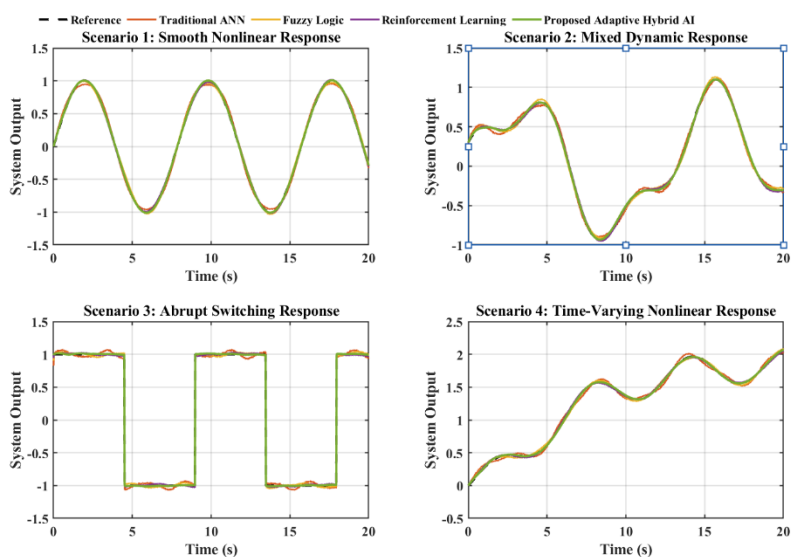 Reference Traditional ANN Fuzzy Logic Reinforcement Learning Proposed Adaptive Hybrid AI
Scenario 1: Smooth Nonlinear Response
1.5
1
0.5
0
-0.5
-1
-1.5
System Output
0 5 10 15 20
Time (s)
Scenario 2: Mixed Dynamic Response
1.5
1
0.5
0
-0.5
-1
System Output
0 5 10 15 20
Time (s)
Scenario 3: Abrupt Switching Response
1.5
1
0.5
0
-0.5
-1
-1.5
System Output
0 5 10 15 20
Time (s)
Scenario 4: Time-Varying Nonlinear Response
2.5
2
1.5
1
0.5
0
-0.5
System Output
0 5 10 15 20
Time (s)